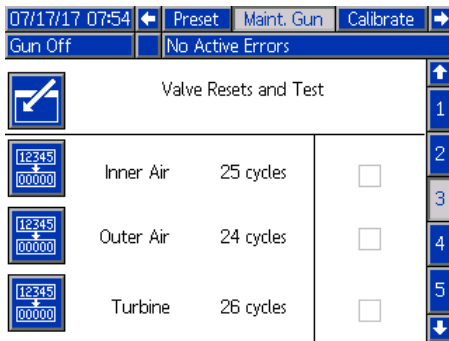 07/17/17 07:54 Preset Maint. Gun Calibrate
Gun Off No Active Errors
Valve Resets and Test
1
2
12345
00000
Inner Air 25 cycles
3
12345
00000
Outer Air 24 cycles
4
5
12345
00000
Turbine 26 cycles